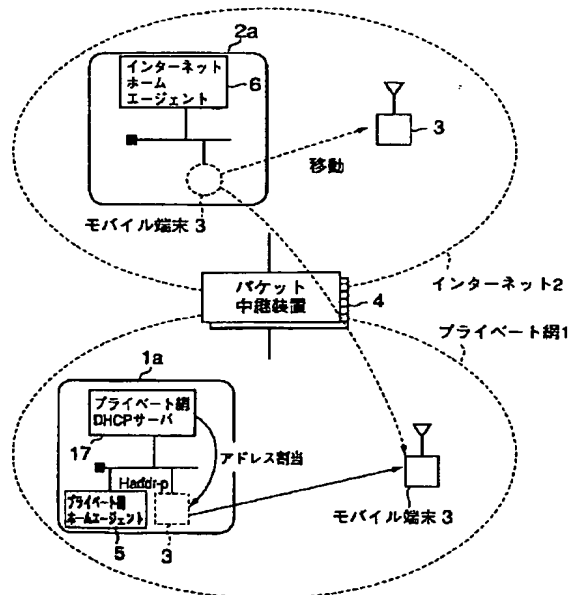 2a
インターネット
ホーム
エージェント
6
3
移動
モバイル端末 3
パケット
中継装置
4
インターネット2
プライベート網1
1a
プライベート網
DHCPサーバ
17
アドレス割当
Haddr-p
プライベート網
ホームエージェント
5
3
モバイル端末 3